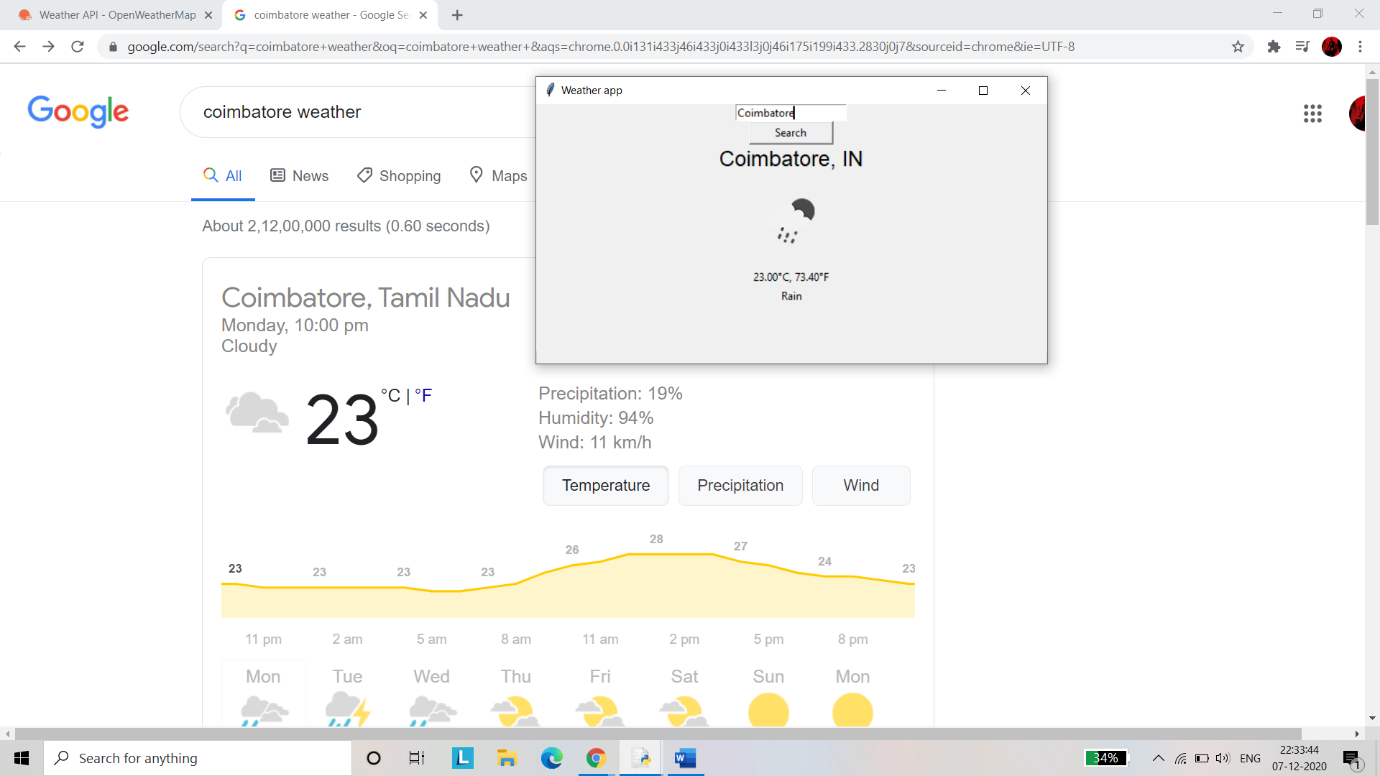 Weather API - OpenWeatherMap
coimbatore weather - Google Se
google.com/search?q=coimbatore+weather&oq=coimbatore+weather+&aqs=chrome.0.0i131i433j46i433j0i433l3j0j46i175i199i433.2830j0j7&sourceid=chrome&ie=UTF-8
Google
coimbatore weather
All News Shopping Maps
About 2,12,00,000 results (0.60 seconds)
Weather app
Coimbatore
Search
Coimbatore, IN
23.00°C, 73.40°F
Rain
Coimbatore, Tamil Nadu
Monday, 10:00 pm
Cloudy
23 °C | °F
Precipitation: 19%
Humidity: 94%
Wind: 11 km/h
Temperature Precipitation Wind
23 23 23 23 26 28 27 24 23
11 pm 2 am 5 am 8 am 11 am 2 pm 5 pm 8 pm
Mon Tue Wed Thu Fri Sat Sun Mon
Search for anything
L
W
34%
ENG
22:33:44
07-12-2020
1